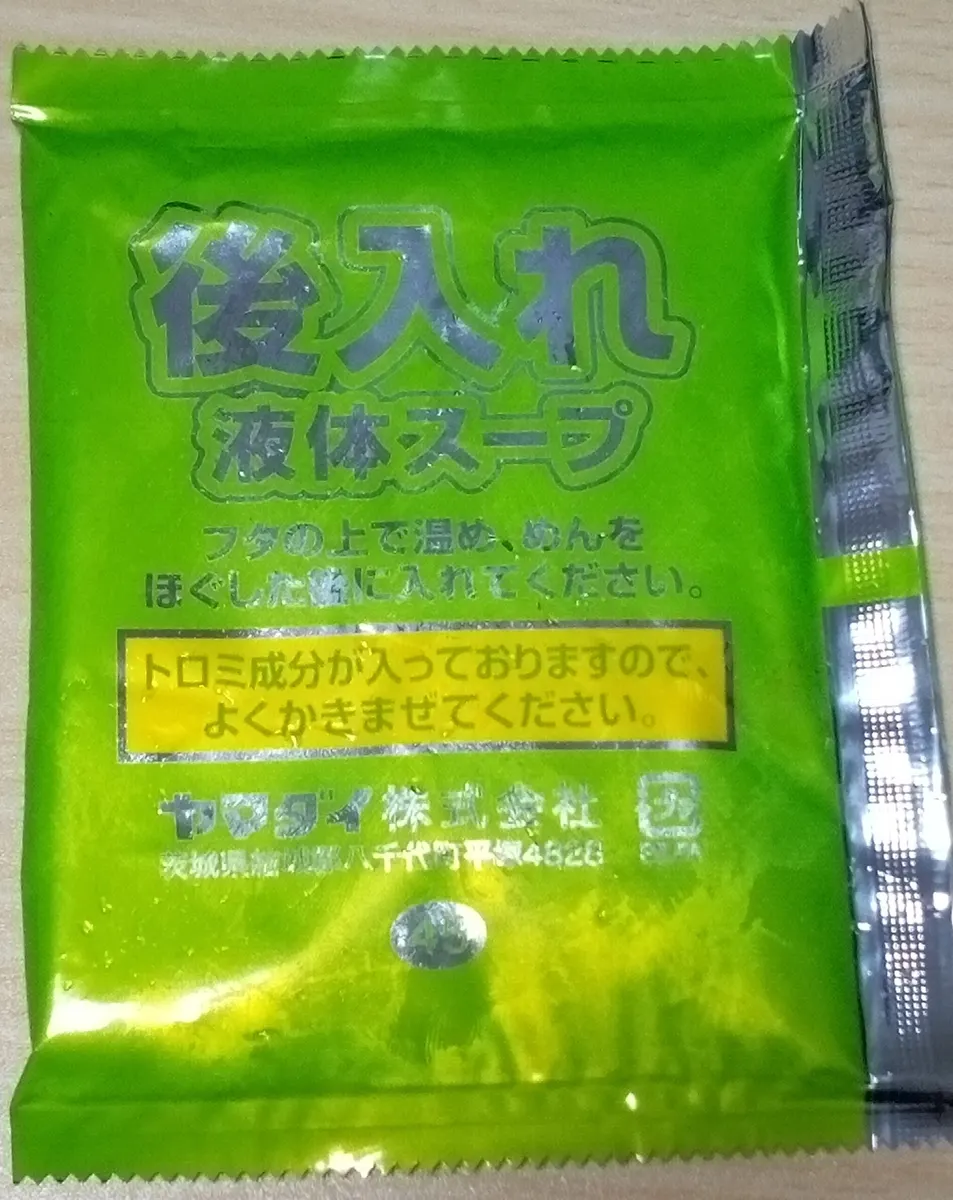 後入れ
液体スープ
フタの上で温め、めんを
ほぐした後に入れてください。
トロミ成分が入っておりますので、
よくかきまぜてください。
ヤマダイ株式会社 プラ
茨城県結城郡八千代町平塚4828
43